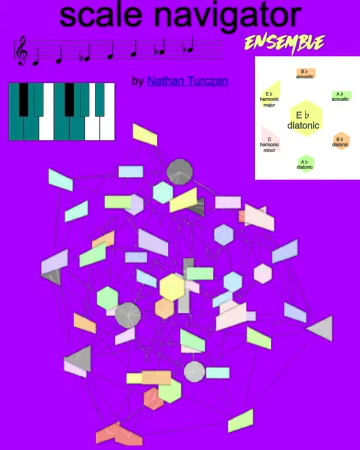 scale navigator
ENSEMBLE
by Nathan Turczan
B♭
acoustic
E♭
harmonic
major
A♭
acoustic
E♭
diatonic
C
harmonic
minor
B♭
diatonic
A♭
diatonic